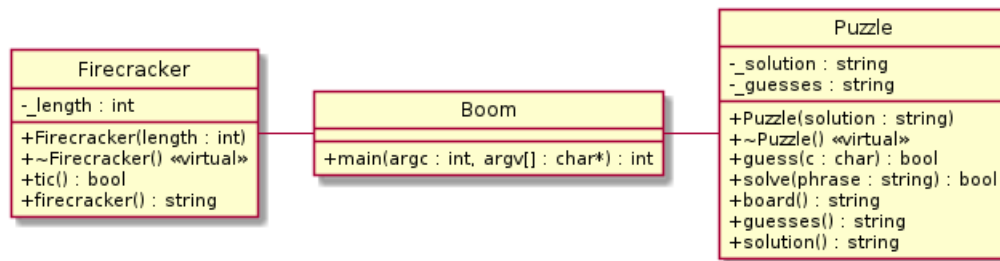 Firecracker
-_length : int
+Firecracker(length : int)
+~Firecracker() «virtual»
+tic() : bool
+firecracker() : string
Boom
+main(argc : int, argv[] : char*) : int
Puzzle
-_solution : string
-_guesses : string
+Puzzle(solution : string)
+~Puzzle() «virtual»
+guess(c : char) : bool
+solve(phrase : string) : bool
+board() : string
+guesses() : string
+solution() : string